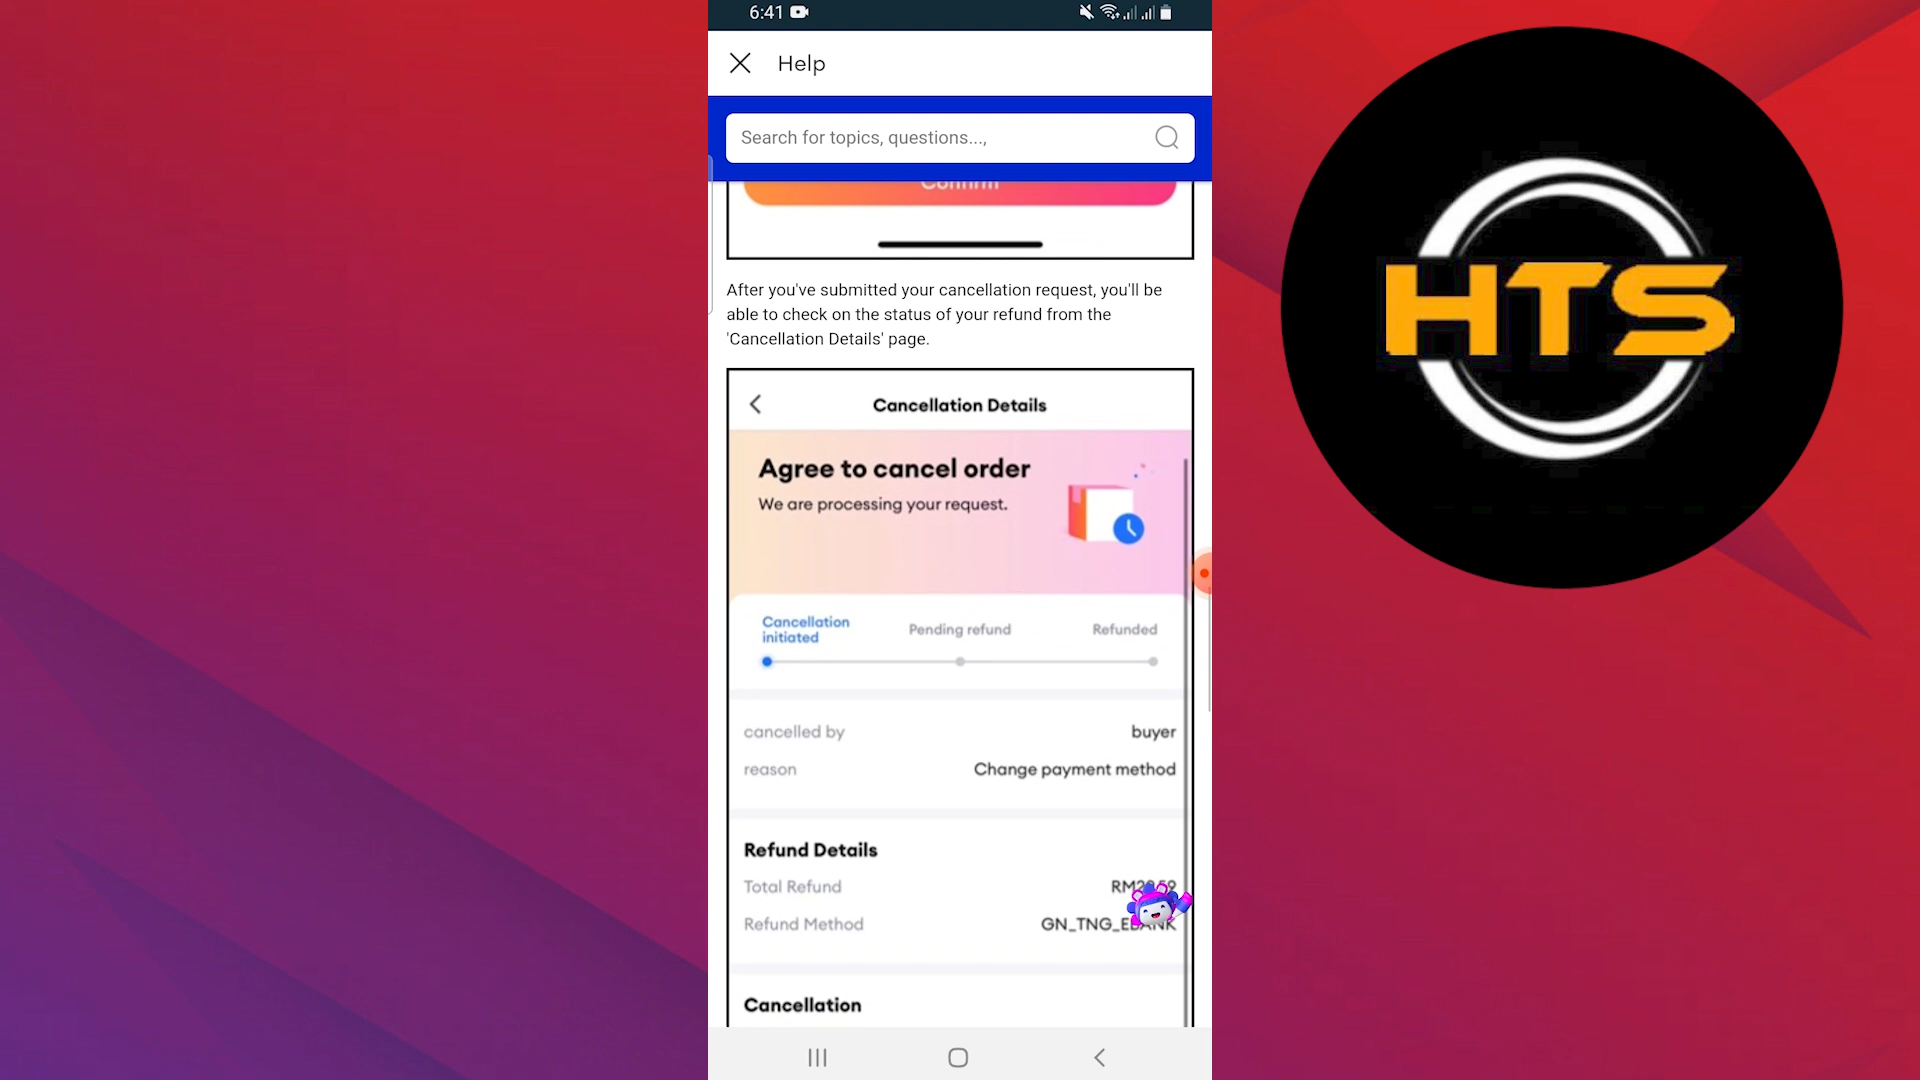 6:41
Help
Search for topics, questions...,
Confirm
After you've submitted your cancellation request, you'll be
able to check on the status of your refund from the
'Cancellation Details' page.
Cancellation Details
Agree to cancel order
We are processing your request.
Cancellation
initiated
Pending refund
Refunded
cancelled by
buyer
reason
Change payment method
Refund Details
Total Refund
Refund Method
Cancellation
HTS